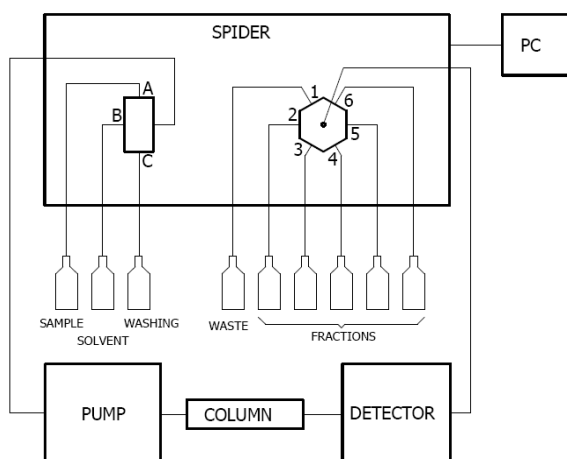 SPIDER
PC
A
B
C
1
2
3
4
5
6
SAMPLE
WASHING
SOLVENT
WASTE
FRACTIONS
PUMP
COLUMN
DETECTOR